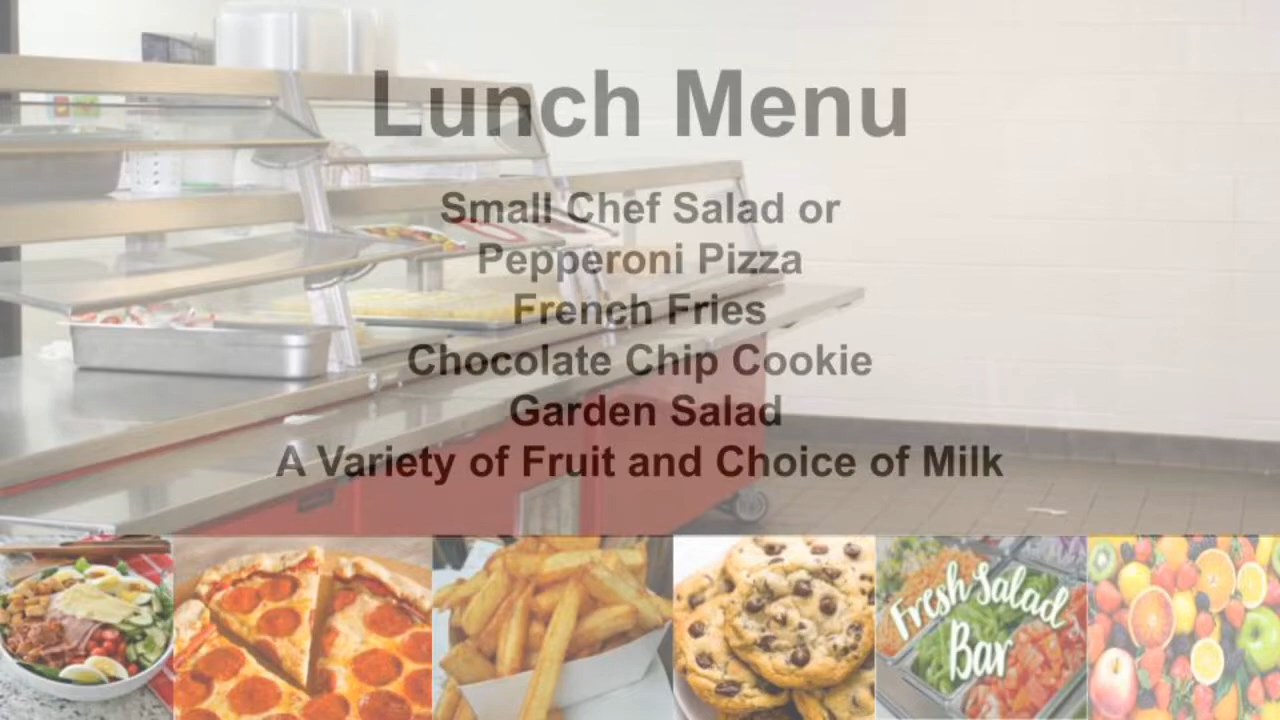 Lunch Menu
Small Chef Salad or
Pepperoni Pizza
French Fries
Chocolate Chip Cookie
Garden Salad
A Variety of Fruit and Choice of Milk
Fresh Salad
Bar